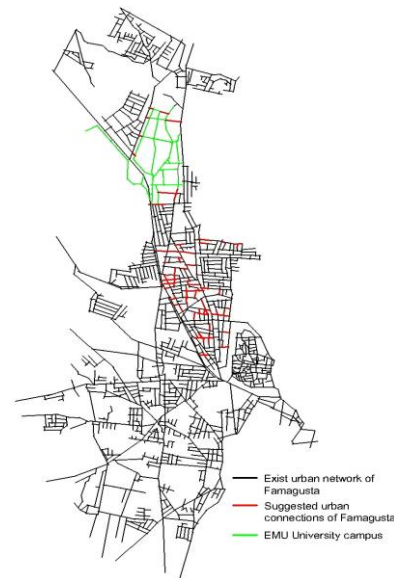 Exist urban network of
Famagusta
Suggested urban
connections of Famagusta
EMU University campus